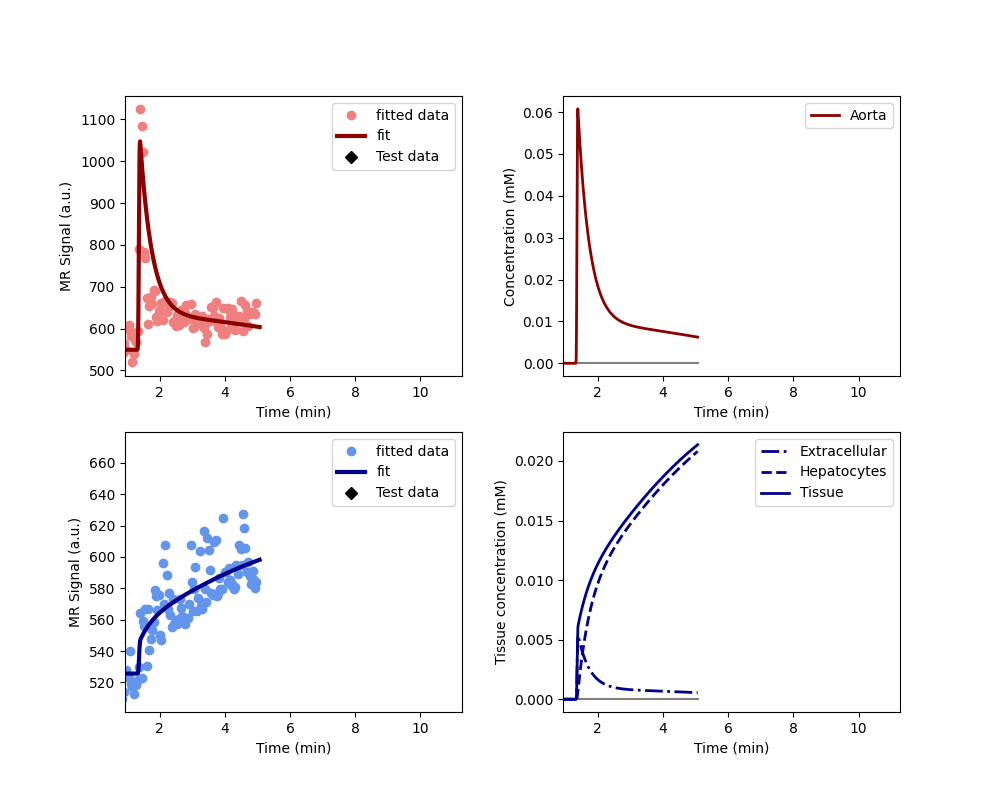 MR Signal (a.u.)
1100
1000
900
800
700
600
500
2 4 6 8 10
Time (min)
fitted data
fit
Test data
Concentration (mM)
0.06
0.05
0.04
0.03
0.02
0.01
0.00
2 4 6 8 10
Time (min)
Aorta
MR Signal (a.u.)
660
640
620
600
580
560
540
520
2 4 6 8 10
Time (min)
fitted data
fit
Test data
Tissue concentration (mM)
0.020
0.015
0.010
0.005
0.000
2 4 6 8 10
Time (min)
Extracellular
Hepatocytes
Tissue